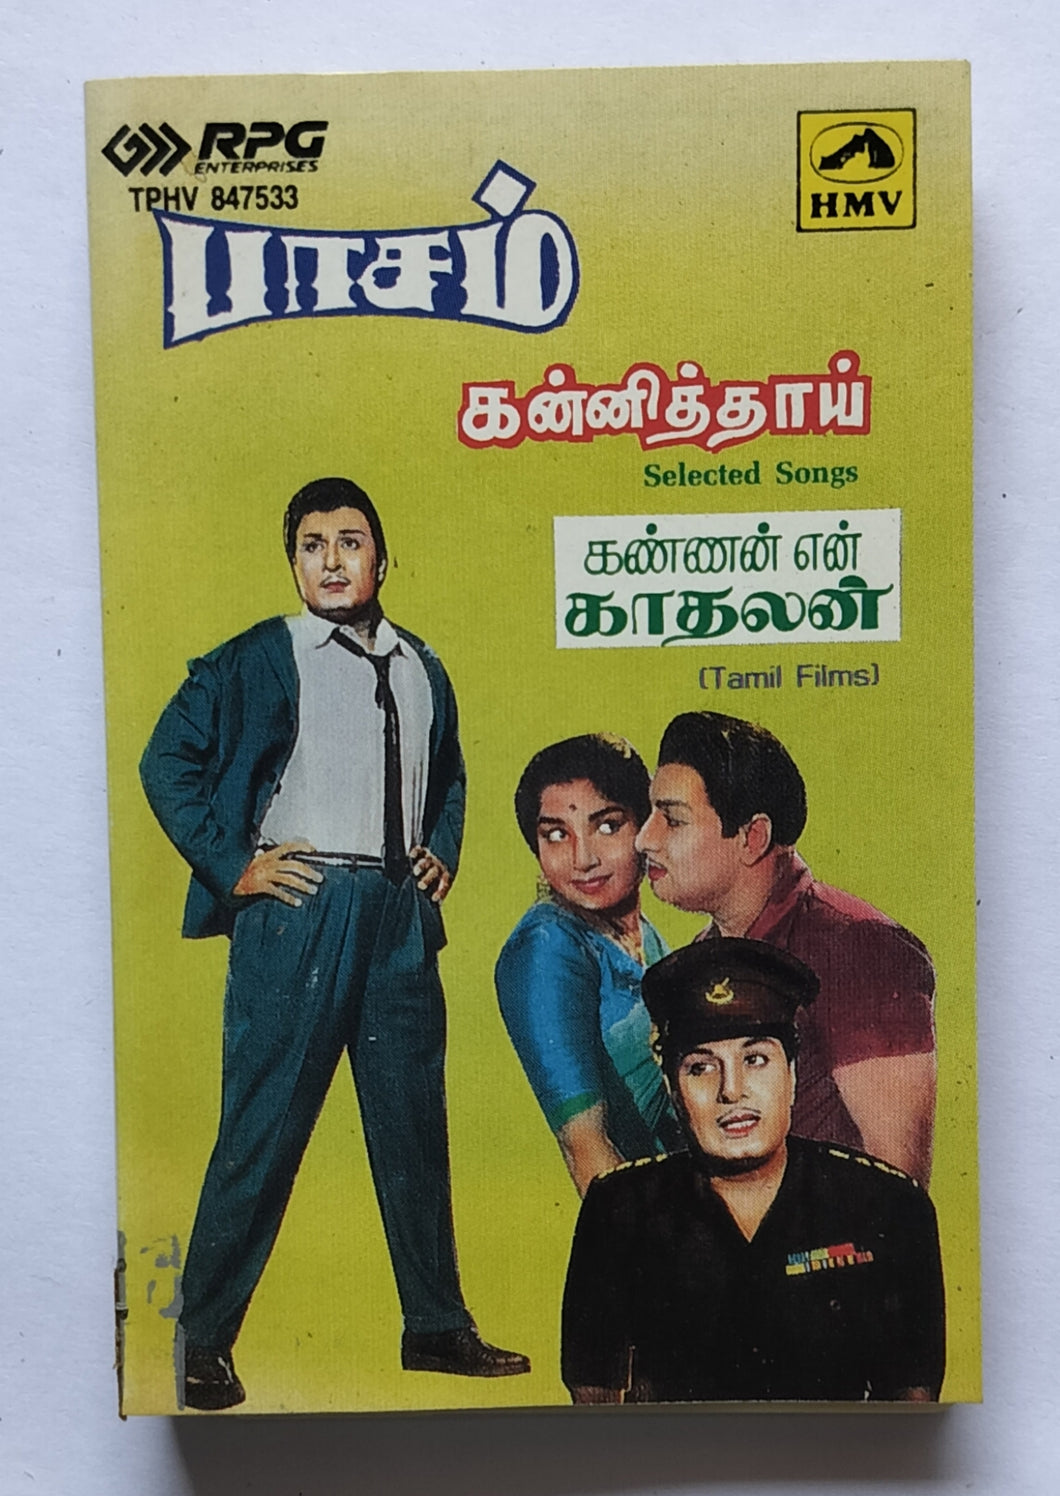 RPG
ENTERPRISES
TPHV 847533
HMV
பாசம்
கன்னித்தாய்
Selected Songs
கண்ணன் என்
காதலன்
(Tamil Films)